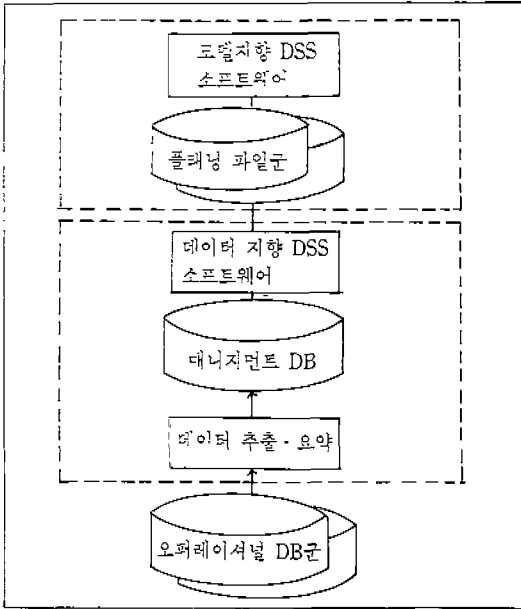 모델지향 DSS
소프트웨어
플래닝 파일군
데이터 지향 DSS
소프트웨어
매니지먼트 DB
데이터 추출·요약
오퍼레이셔널 DB군